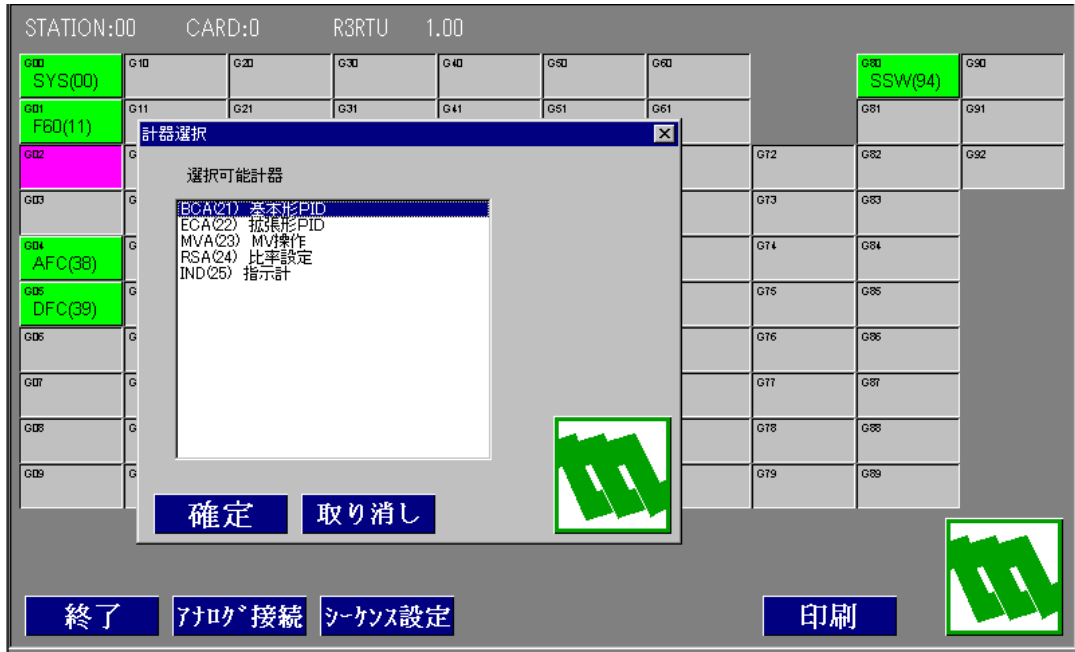 STATION:00 CARD:0 R3RTU 1.00
G00 G10 G20 G30 G40 G50 G60 G80 G90
SYS(00) SSW(94)
G01 G11 G21 G31 G41 G51 G61 G81 G91
F60(11)
計器選択
G02 G G72 G82 G92
選択可能計器
G03 G G73 G83
BCA(21) 基本形PID
ECA(22) 拡張形PID
MVA(23) MV操作
RSA(24) 比率設定
IND(25) 指示計
G04 G G74 G84
AFC(38)
G05 G G75 G85
DFC(39)
G06 G G76 G86
G07 G G77 G87
G08 G G78 G88
G09 G G79 G89
確定 取り消し
終了 ｱﾅﾛｸﾞ接続 ｼｰｹﾝｽ設定 印刷